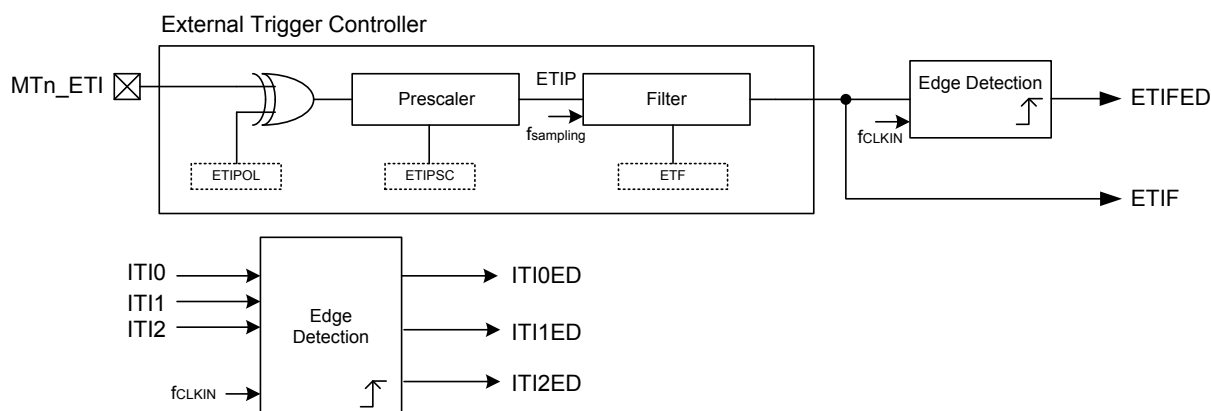 External Trigger Controller
MTn_ETI
Prescaler
ETIP
fsampling
Filter
Edge Detection
fCLKIN
ETIFED
ETIPOL
ETIPSC
ETF
ETIF
ITI0
ITI1
ITI2
fCLKIN
Edge
Detection
ITI0ED
ITI1ED
ITI2ED